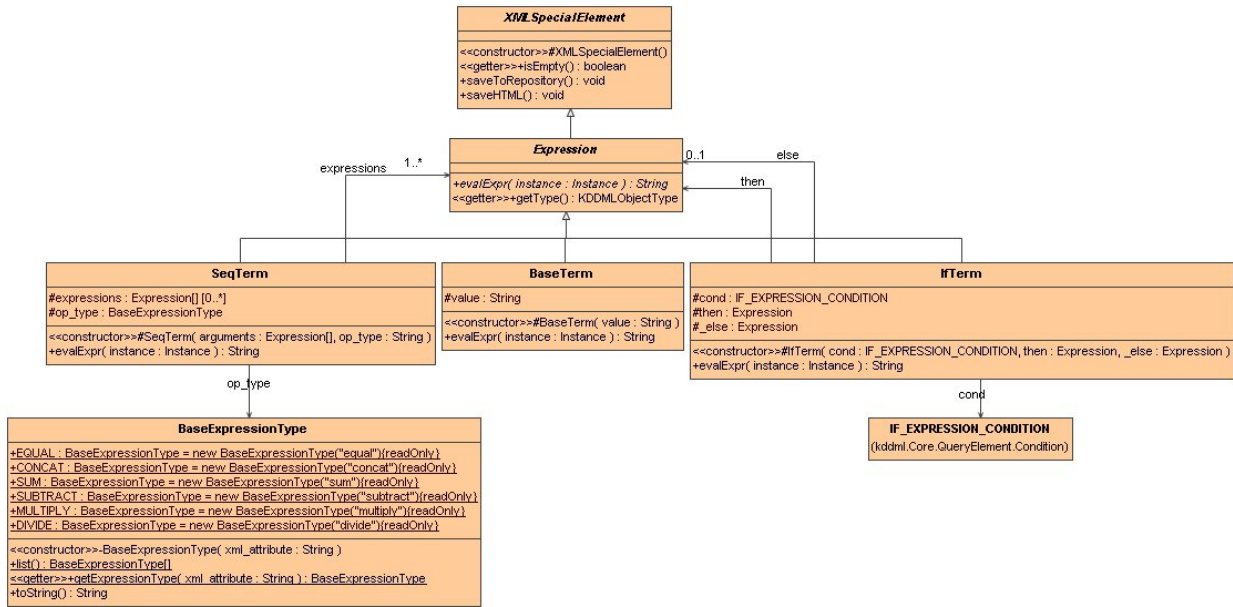 XMLSpecialElement
<<constructor>>#XMLSpecialElement()
<<getter>>+isEmpty() : boolean
+saveToRepository() : void
+saveHTML() : void
Expression
+evalExpr( instance : Instance ) : String
<<getter>>+getType() : KDDMLObjectType
expressions
1..*
0..1
else
then
SeqTerm
#expressions : Expression[] [0..*]
#op_type : BaseExpressionType
<<constructor>>#SeqTerm( arguments : Expression[], op_type : String )
+evalExpr( instance : Instance ) : String
BaseTerm
#value : String
<<constructor>>#BaseTerm( value : String )
+evalExpr( instance : Instance ) : String
IfTerm
#cond : IF_EXPRESSION_CONDITION
#then : Expression
#_else : Expression
<<constructor>>#IfTerm( cond : IF_EXPRESSION_CONDITION, then : Expression, _else : Expression )
+evalExpr( instance : Instance ) : String
op_type
cond
BaseExpressionType
+EQUAL : BaseExpressionType = new BaseExpressionType("equal"){readOnly}
+CONCAT : BaseExpressionType = new BaseExpressionType("concat"){readOnly}
+SUM : BaseExpressionType = new BaseExpressionType("sum"){readOnly}
+SUBTRACT : BaseExpressionType = new BaseExpressionType("subtract"){readOnly}
+MULTIPLY : BaseExpressionType = new BaseExpressionType("multiply"){readOnly}
+DIVIDE : BaseExpressionType = new BaseExpressionType("divide"){readOnly}
<<constructor>>-BaseExpressionType( xml_attribute : String )
+list() : BaseExpressionType[]
<<getter>>+getExpressionType( xml_attribute : String ) : BaseExpressionType
+toString() : String
IF_EXPRESSION_CONDITION
(kddml.Core.QueryElement.Condition)